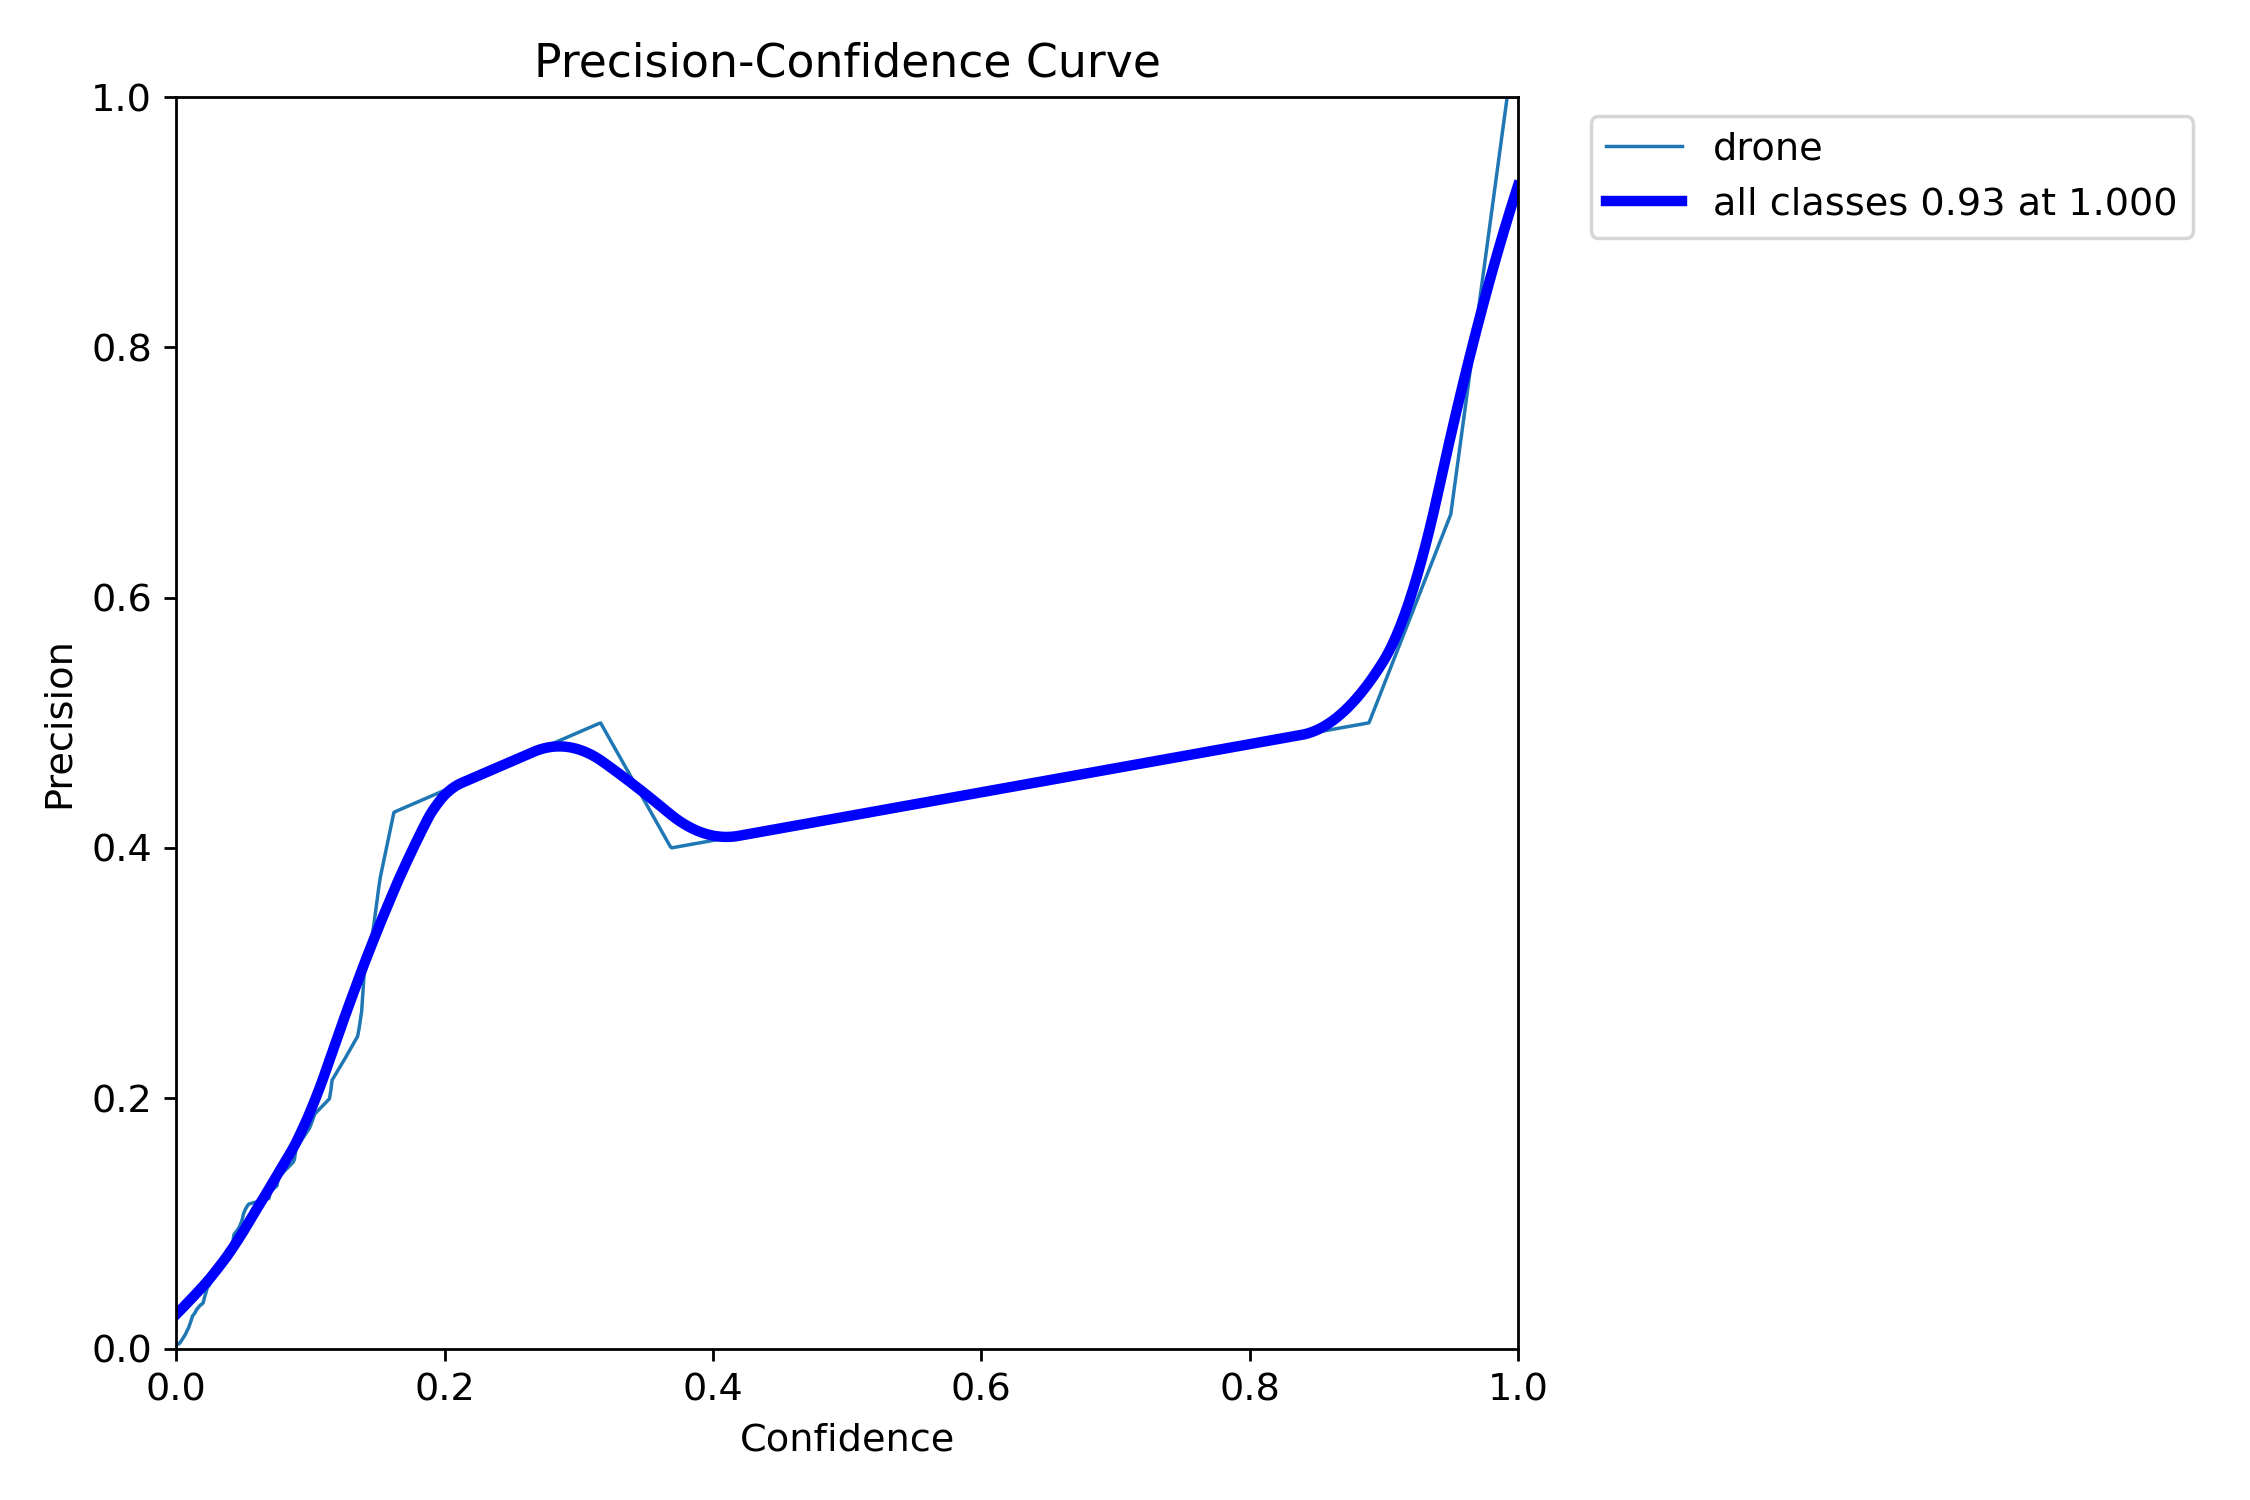 Precision-Confidence Curve
1.0
0.8
0.6
0.4
0.2
0.0
Precision
0.0 0.2 0.4 0.6 0.8 1.0
Confidence
drone
all classes 0.93 at 1.000